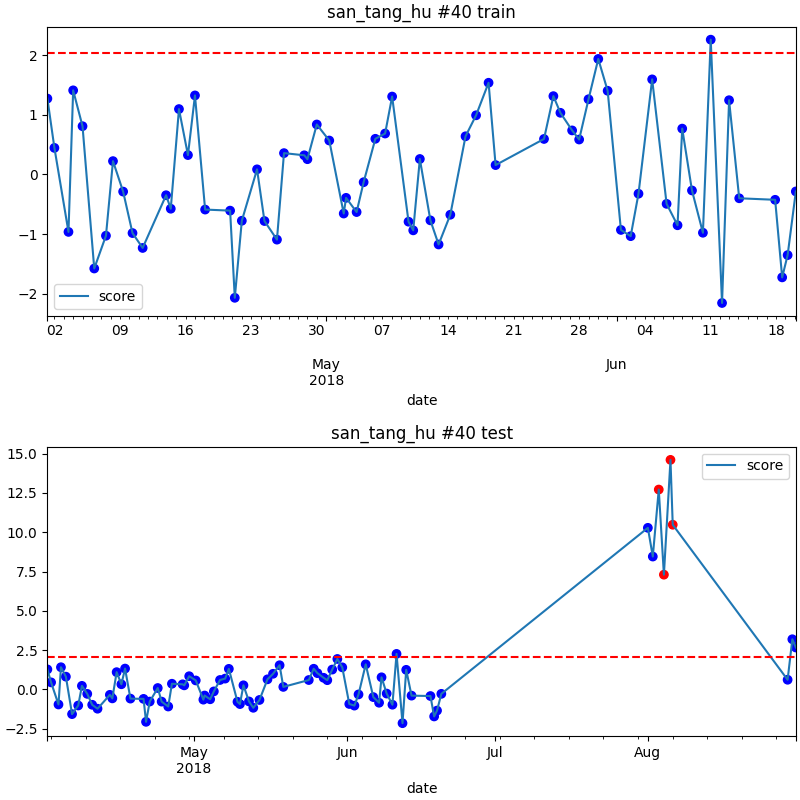 san_tang_hu #40 train
2
1
0
−1
−2
score
02 09 16 23 30 07 14 21 28 04 11 18
May Jun
2018
date
san_tang_hu #40 test
15.0
12.5
10.0
7.5
5.0
2.5
0.0
−2.5
score
May Jun Jul Aug
2018
date